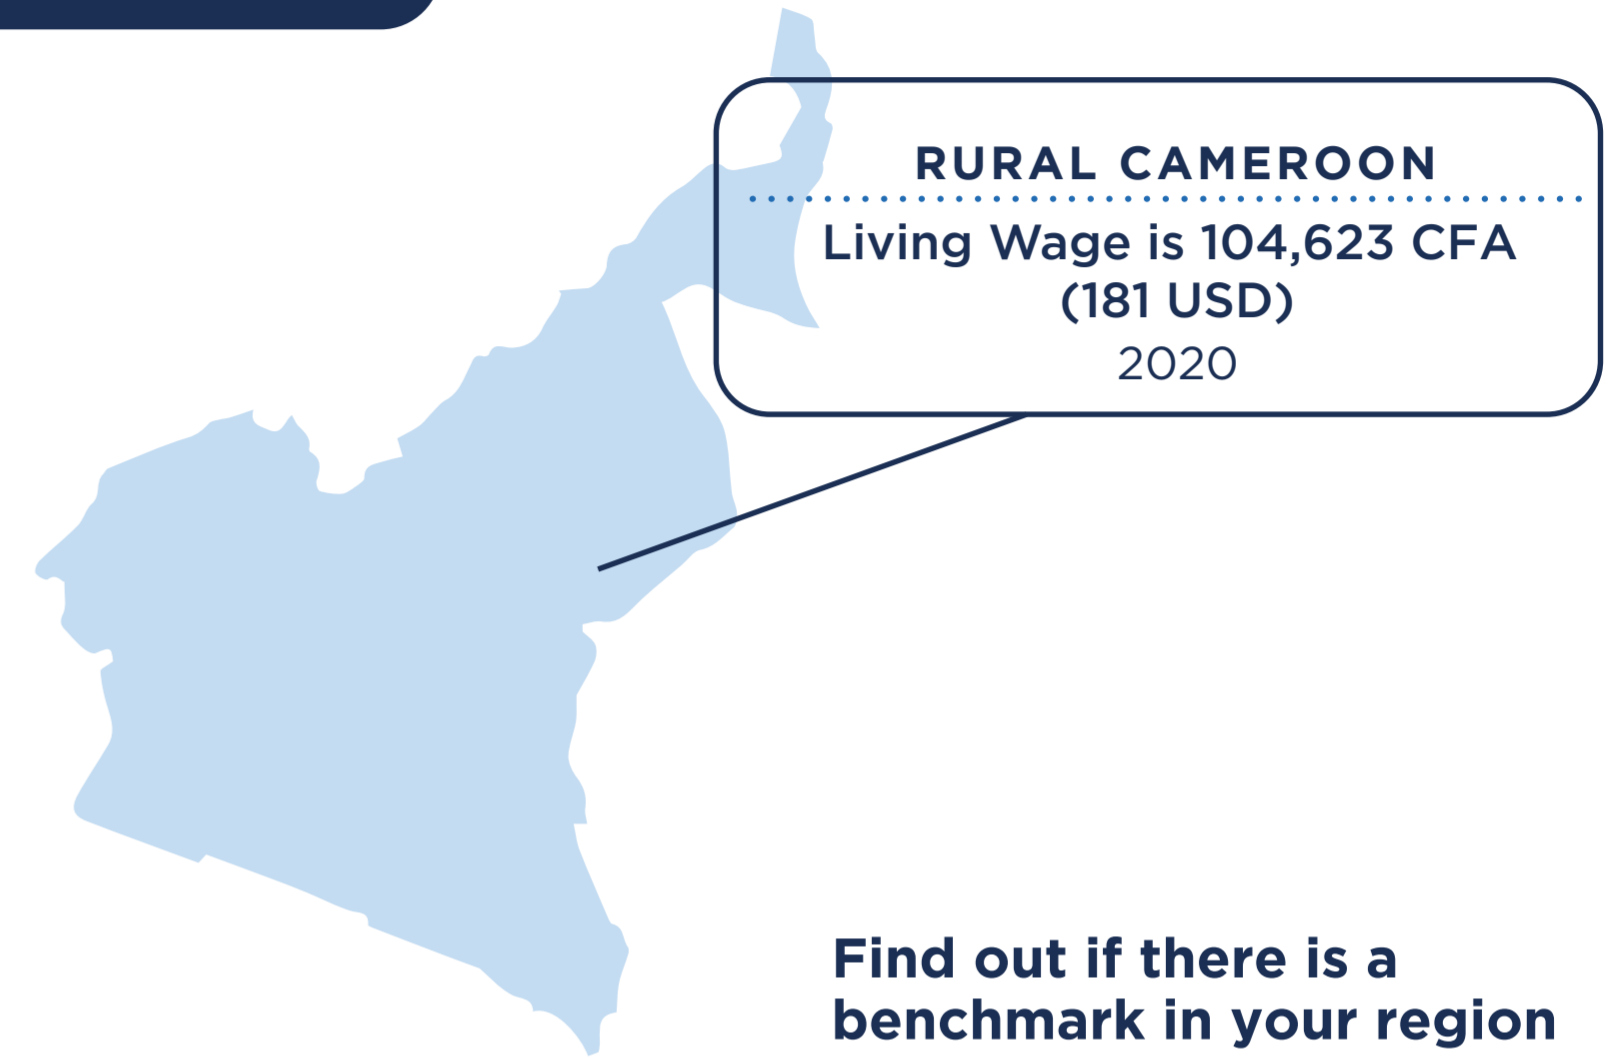 RURAL CAMEROON
Living Wage is 104,623 CFA
(181 USD)
2020
Find out if there is a
benchmark in your region